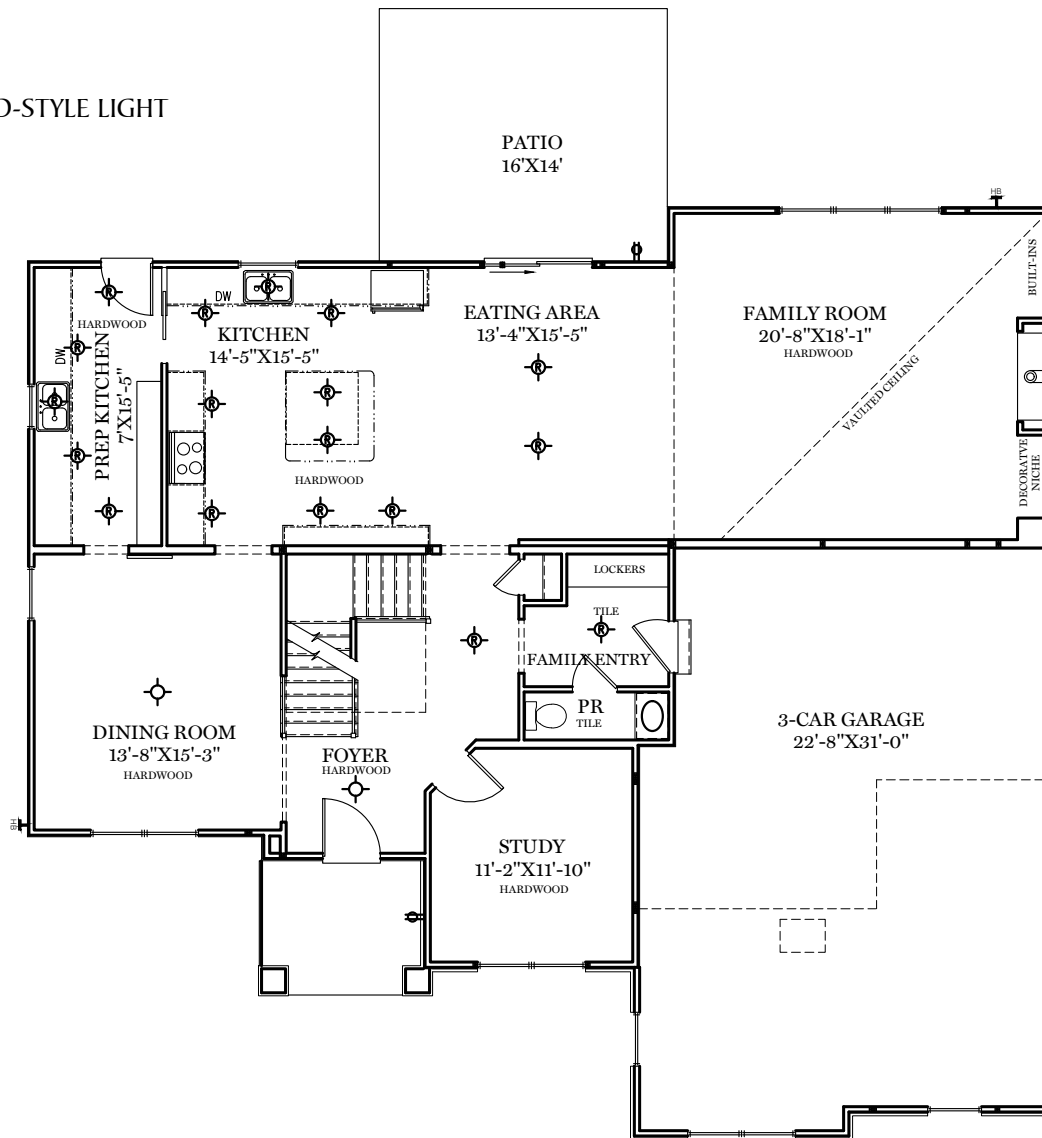 D-STYLE LIGHT
PATIO
16'X14'
HB
BUILT-INS
DW
R
HARDWOOD
R
R
R
KITCHEN
14'-5"X15'-5"
EATING AREA
13'-4"X15'-5"
FAMILY ROOM
20'-8"X18'-1"
HARDWOOD
VAULTED CEILING
DW
R
PREP KITCHEN
7'X15'-5"
R
R
R
R
R
R
R
HARDWOOD
R
R
R
R
R
DECORATVE
NICHE
LOCKERS
TILE
R
R
FAMILY ENTRY
PR
TILE
DINING ROOM
13'-8"X15'-3"
HARDWOOD
FOYER
HARDWOOD
3-CAR GARAGE
22'-8"X31'-0"
HB
STUDY
11'-2"X11'-10"
HARDWOOD